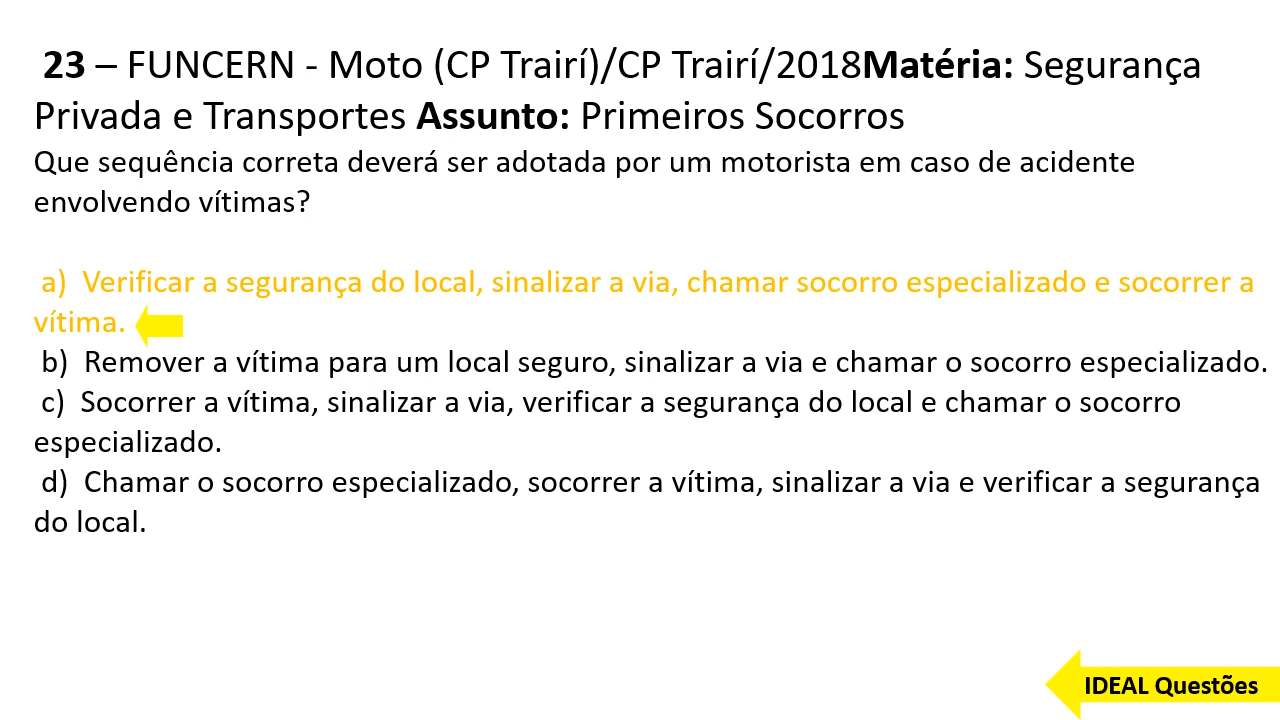 23 – FUNCERN - Moto (CP Trairí)/CP Trairí/2018Matéria: Segurança
Privada e Transportes Assunto: Primeiros Socorros
Que sequência correta deverá ser adotada por um motorista em caso de acidente
envolvendo vítimas?
a) Verificar a segurança do local, sinalizar a via, chamar socorro especializado e socorrer a
vítima.
b) Remover a vítima para um local seguro, sinalizar a via e chamar o socorro especializado.
c) Socorrer a vítima, sinalizar a via, verificar a segurança do local e chamar o socorro
especializado.
d) Chamar o socorro especializado, socorrer a vítima, sinalizar a via e verificar a segurança
do local.
IDEAL Questões